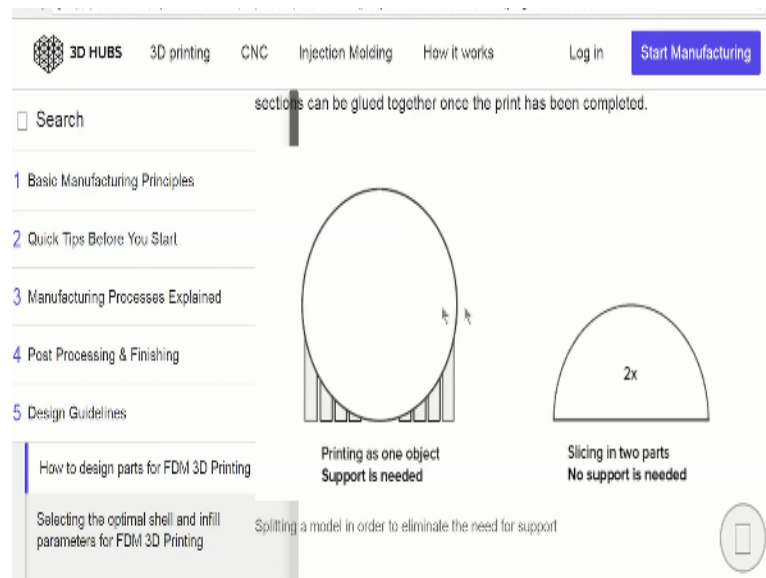 3D HUBS 3D printing CNC Injection Molding How it works Log in Start Manufacturing
Search
1 Basic Manufacturing Principles
2 Quick Tips Before You Start
3 Manufacturing Processes Explained
4 Post Processing & Finishing
5 Design Guidelines
How to design parts for FDM 3D Printing
Selecting the optimal shell and infill
parameters for FDM 3D Printing
sections can be glued together once the print has been completed.
2x
Printing as one object
Support is needed
Slicing in two parts
No support is needed
Splitting a model in order to eliminate the need for support